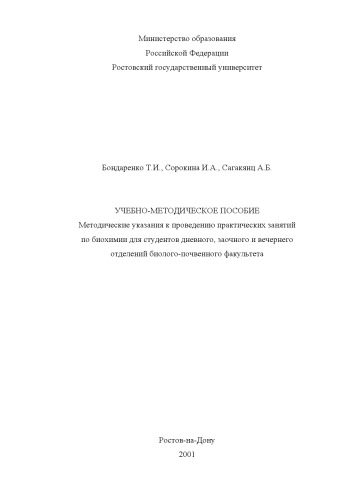 Министерство образования
Российской Федерации
Ростовский государственный университет
Бондаренко Т.И., Сорокина И.А., Сагакянц А.Б.
УЧЕБНО-МЕТОДИЧЕСКОЕ ПОСОБИЕ
Методические указания к проведению практических занятий
по биохимии для студентов дневного, заочного и вечернего
отделений биолого-почвенного факультета
Ростов-на-Дону
2001